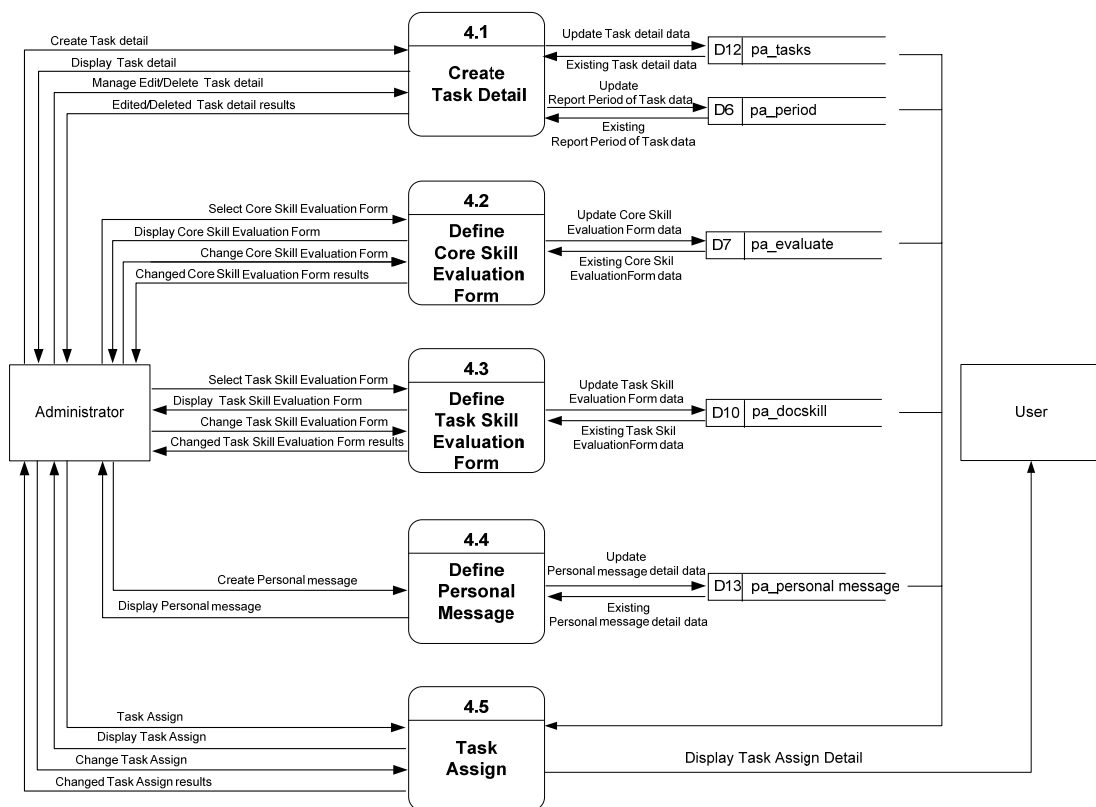 4.1
Create
Task Detail
Create Task detail
Display Task detail
Manage Edit/Delete Task detail
Edited/Deleted Task detail results
Update Task detail data
Existing Task detail data
Update
Report Period of Task data
Existing
Report Period of Task data
D12 pa_tasks
D6 pa_period
4.2
Define
Core Skill
Evaluation
Form
Select Core Skill Evaluation Form
Display Core Skill Evaluation Form
Change Core Skill Evaluation Form
Changed Core Skill Evaluation Form results
Update Core Skill
Evaluation Form data
Existing Core Skil
EvaluationForm data
D7 pa_evaluate
Administrator
4.3
Define
Task Skill
Evaluation
Form
Select Task Skill Evaluation Form
Display Task Skill Evaluation Form
Change Task Skill Evaluation Form
Changed Task Skill Evaluation Form results
Update Task Skill
Evaluation Form data
Existing Task Skil
EvaluationForm data
D10 pa_docskill
User
4.4
Define
Personal
Message
Create Personal message
Display Personal message
Update
Personal message detail data
Existing
Personal message detail data
D13 pa_personal message
4.5
Task
Assign
Task Assign
Display Task Assign
Change Task Assign
Changed Task Assign results
Display Task Assign Detail